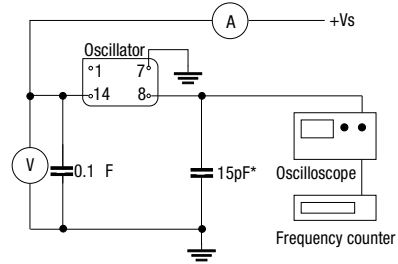 A
+Vs
Oscillator
1 7
14 8
V
0.1 F
15pF*
Oscilloscope
Frequency counter